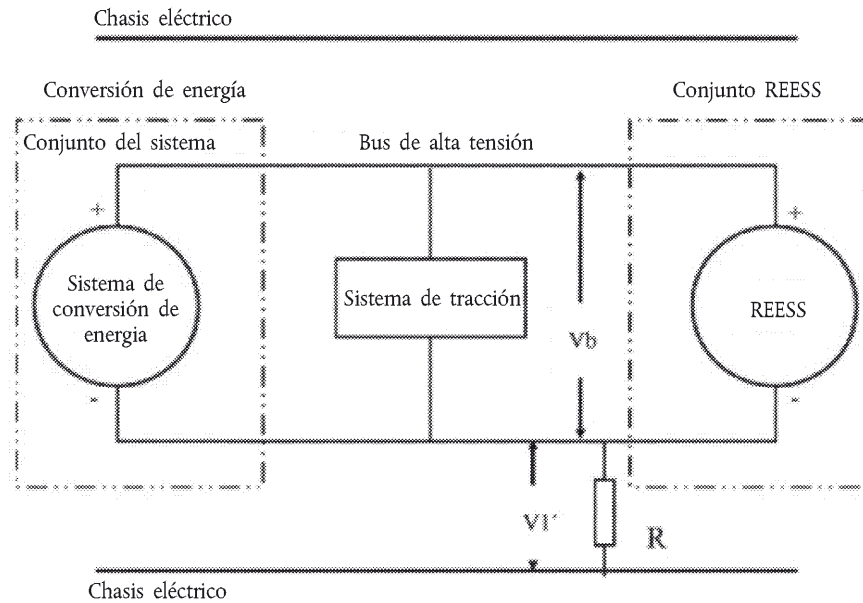 Chasis eléctrico
Conversión de energía
Conjunto REESS
Conjunto del sistema
Bus de alta tensión
+
+
Sistema de
conversión de
energia
Sistema de tracción
REESS
Vb
-
-
V1´
R
Chasis eléctrico